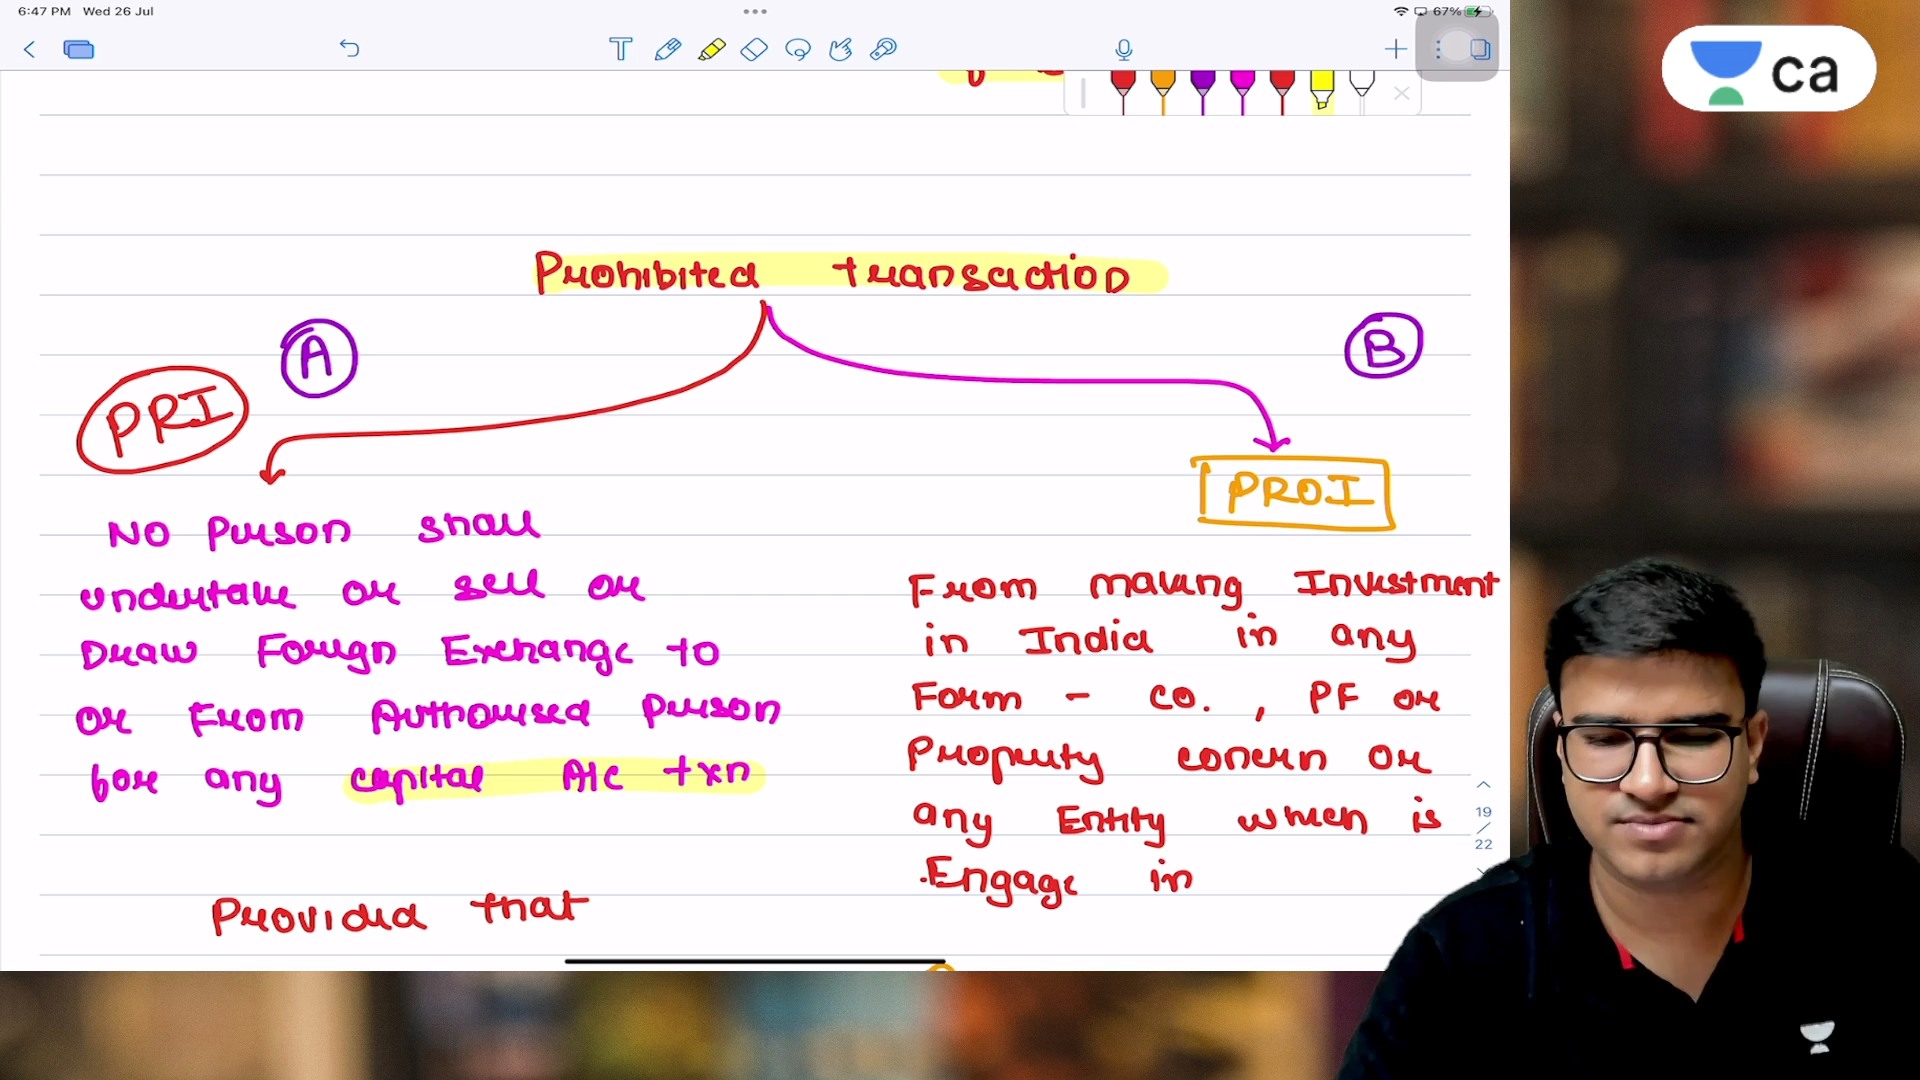 6:47 PM Wed 26 Jul
67%
ca
Prohibited transaction
A
B
PRI
PROI
No Person shall
undertake or sell or
Draw Foreign Exchange to
or From Authorised Person
for any capital A/c txn
Provided that
From making Investment
in India in any
Form - co. , PF or
Property concern or
any Entity which is
Engage in
19
/
22